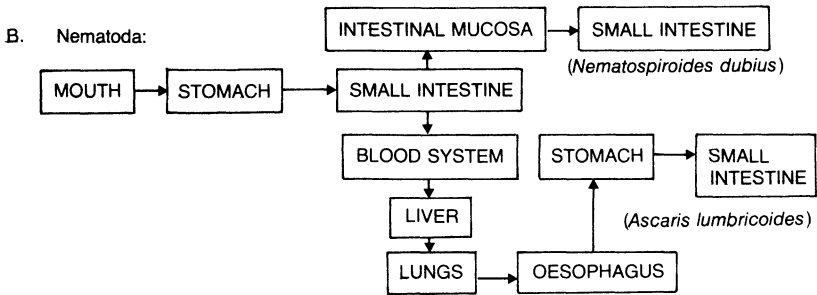 B. Nematoda:
INTESTINAL MUCOSA
SMALL INTESTINE
(Nematospiroides dubius)
MOUTH
STOMACH
SMALL INTESTINE
BLOOD SYSTEM
STOMACH
SMALL
INTESTINE
LIVER
(Ascaris lumbricoides)
LUNGS
OESOPHAGUS